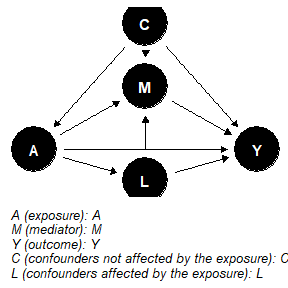 C
M
A
Y
L
A (exposure): A
M (mediator): M
Y (outcome): Y
C (confounders not affected by the exposure): C
L (confounders affected by the exposure): L